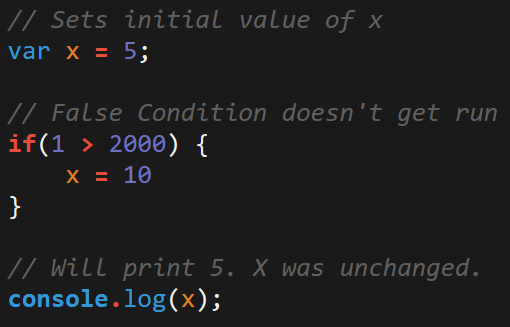 // Sets initial value of x
var x = 5;
// False Condition doesn't get run
if(1 > 2000) {
    x = 10
}
// Will print 5. X was unchanged.
console.log(x);